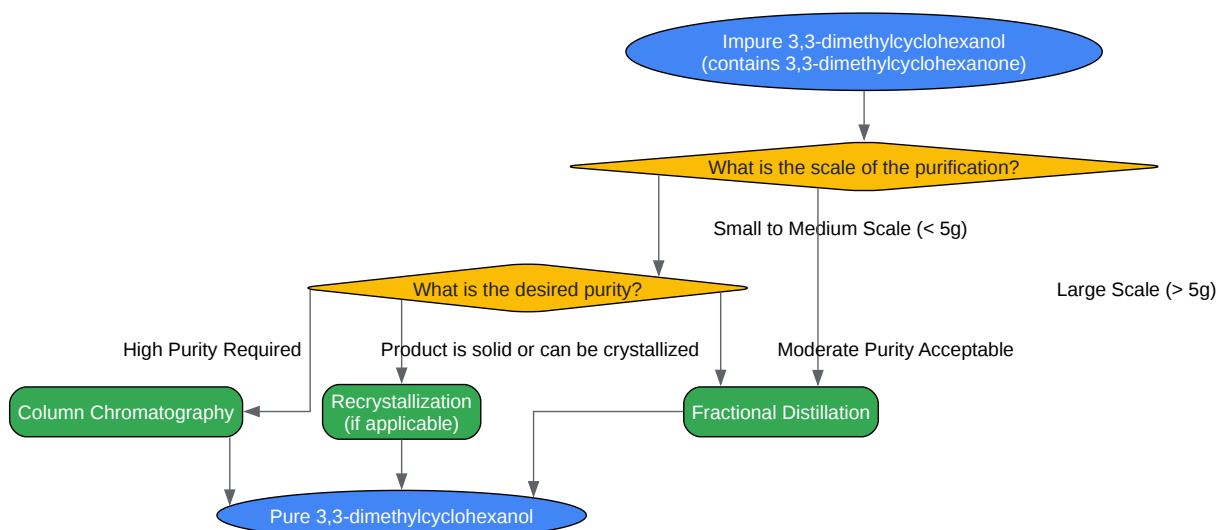 Impure 3,3-dimethylcyclohexanol
(contains 3,3-dimethylcyclohexanone)
What is the scale of the purification?
Small to Medium Scale (< 5g)
What is the desired purity?
Large Scale (> 5g)
High Purity Required
Product is solid or can be crystallized
Moderate Purity Acceptable
Column Chromatography
Recrystallization
(if applicable)
Fractional Distillation
Pure 3,3-dimethylcyclohexanol